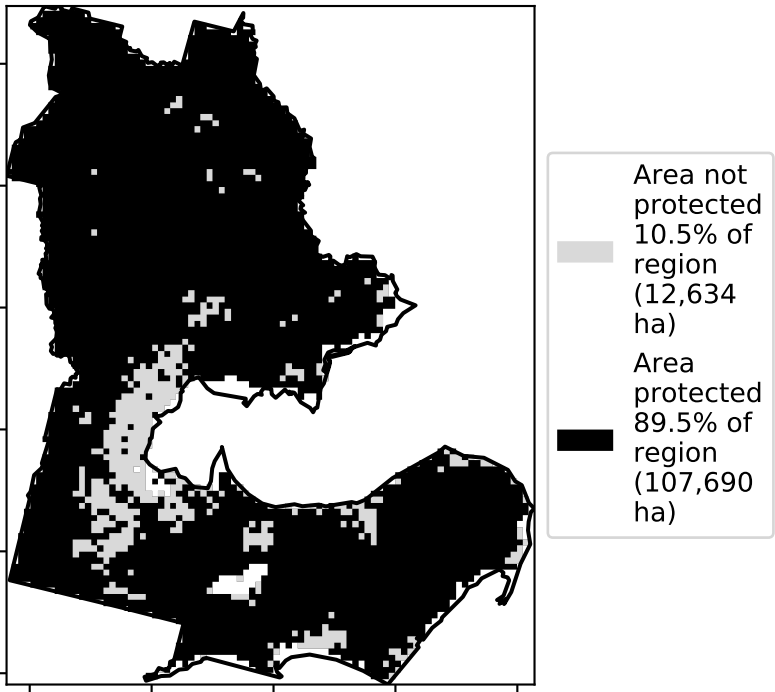 Area not
protected
10.5% of
region
(12,634
ha)
Area
protected
89.5% of
region
(107,690
ha)